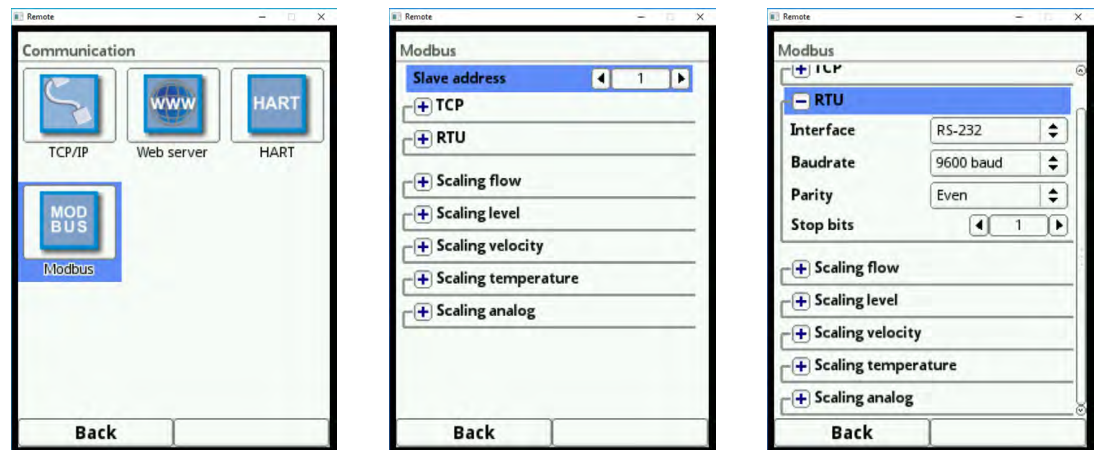 Remote
Communication
WWW
HART
TCP/IP
Web server
HART
MOD
BUS
Modbus
Back
Remote
Modbus
Slave address 1
TCP
RTU
Scaling flow
Scaling level
Scaling velocity
Scaling temperature
Scaling analog
Back
Remote
Modbus
TCP
RTU
Interface RS-232
Baudrate 9600 baud
Parity Even
Stop bits 1
Scaling flow
Scaling level
Scaling velocity
Scaling temperature
Scaling analog
Back